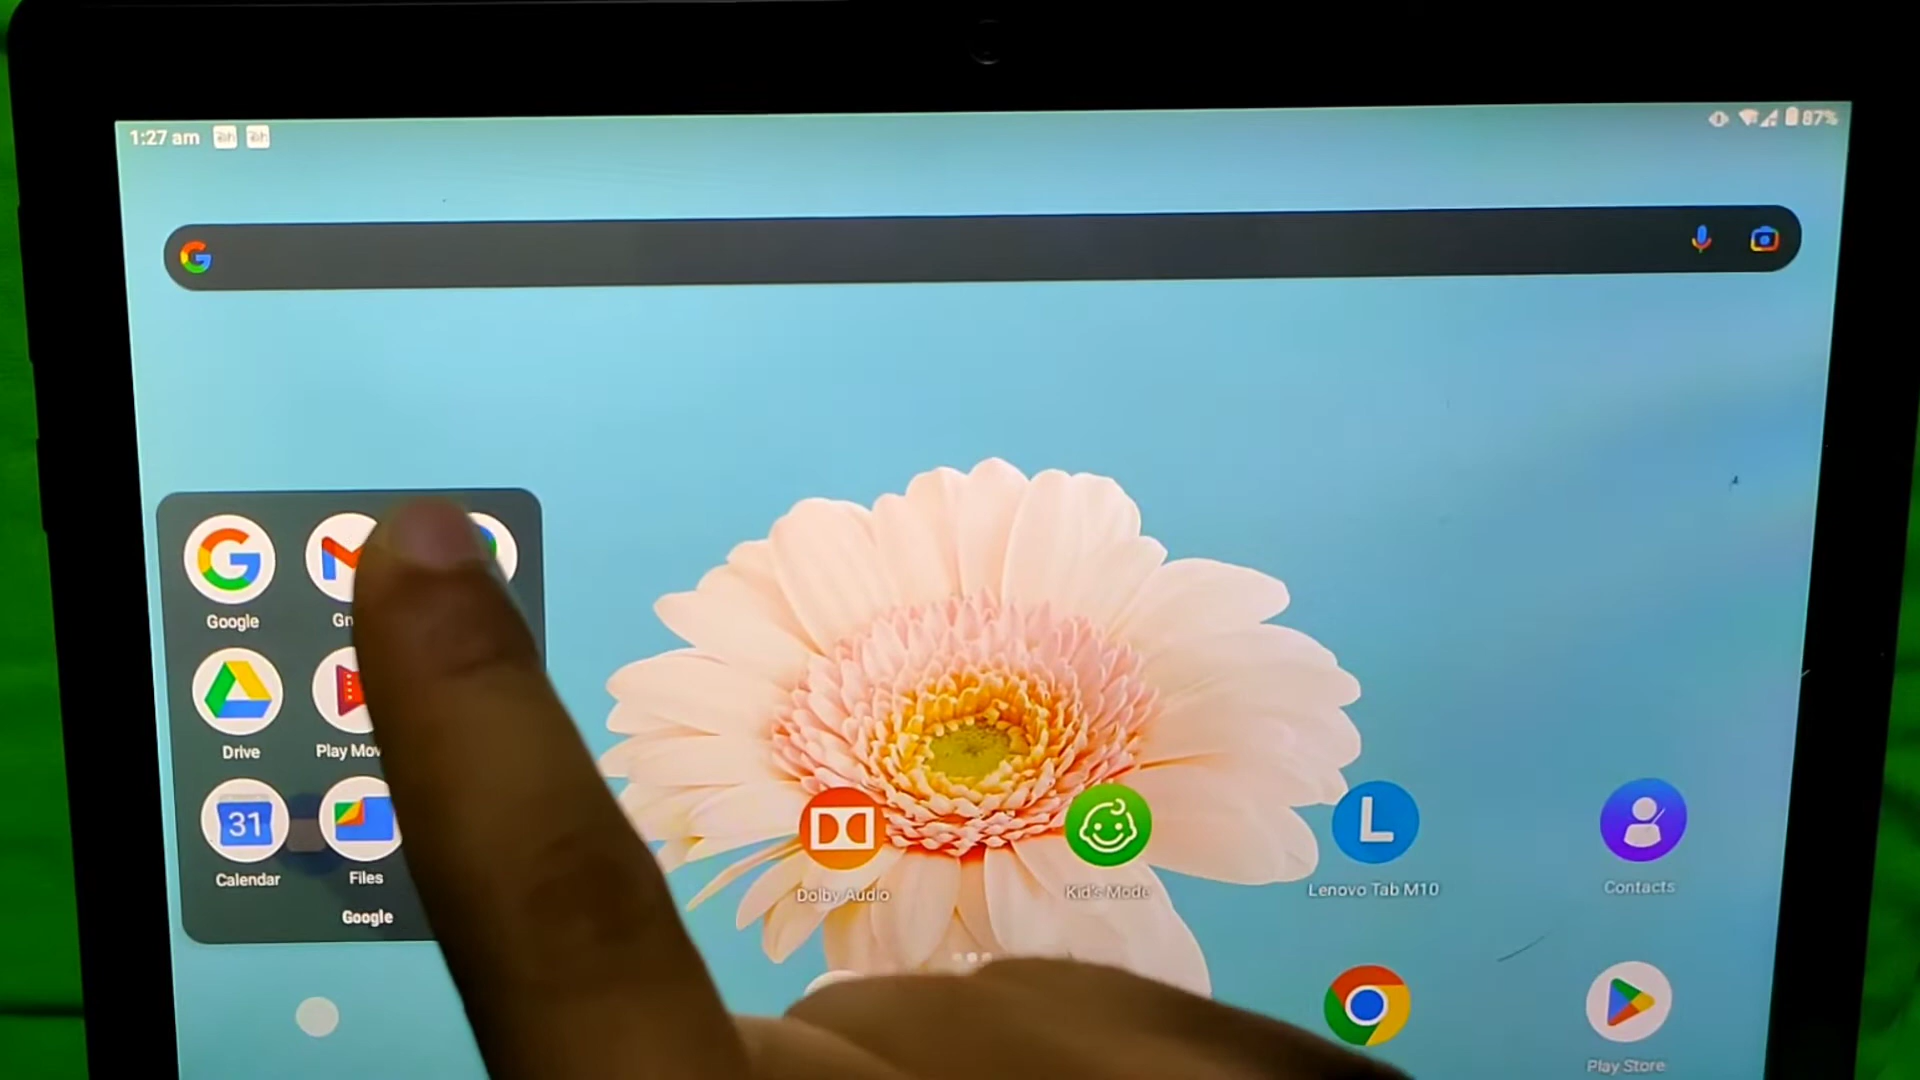 1:27 am
87%
Google
Drive
Calendar
31
Files
Google
Dolby Audio
Kid's Mode
L
Lenovo Tab M10
Contacts
Play Store